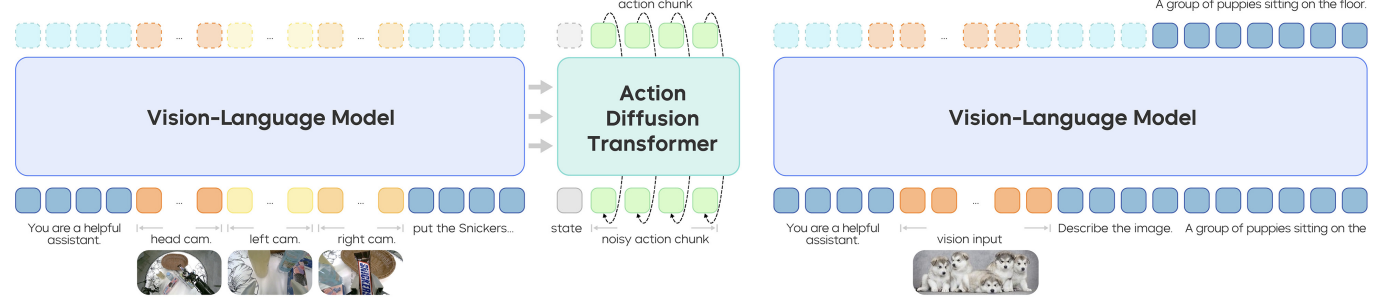 action chunk
A group of puppies sitting on the floor.
... ... ...
...
Vision-Language Model
Action
Diffusion
Transformer
Vision-Language Model
... ... ...
...
You are a helpful
assistant.
head cam.
left cam.
right cam.
put the Snickers...
state
noisy action chunk
You are a helpful
assistant.
vision input
Describe the image.
A group of puppies sitting on the
SNICKERS